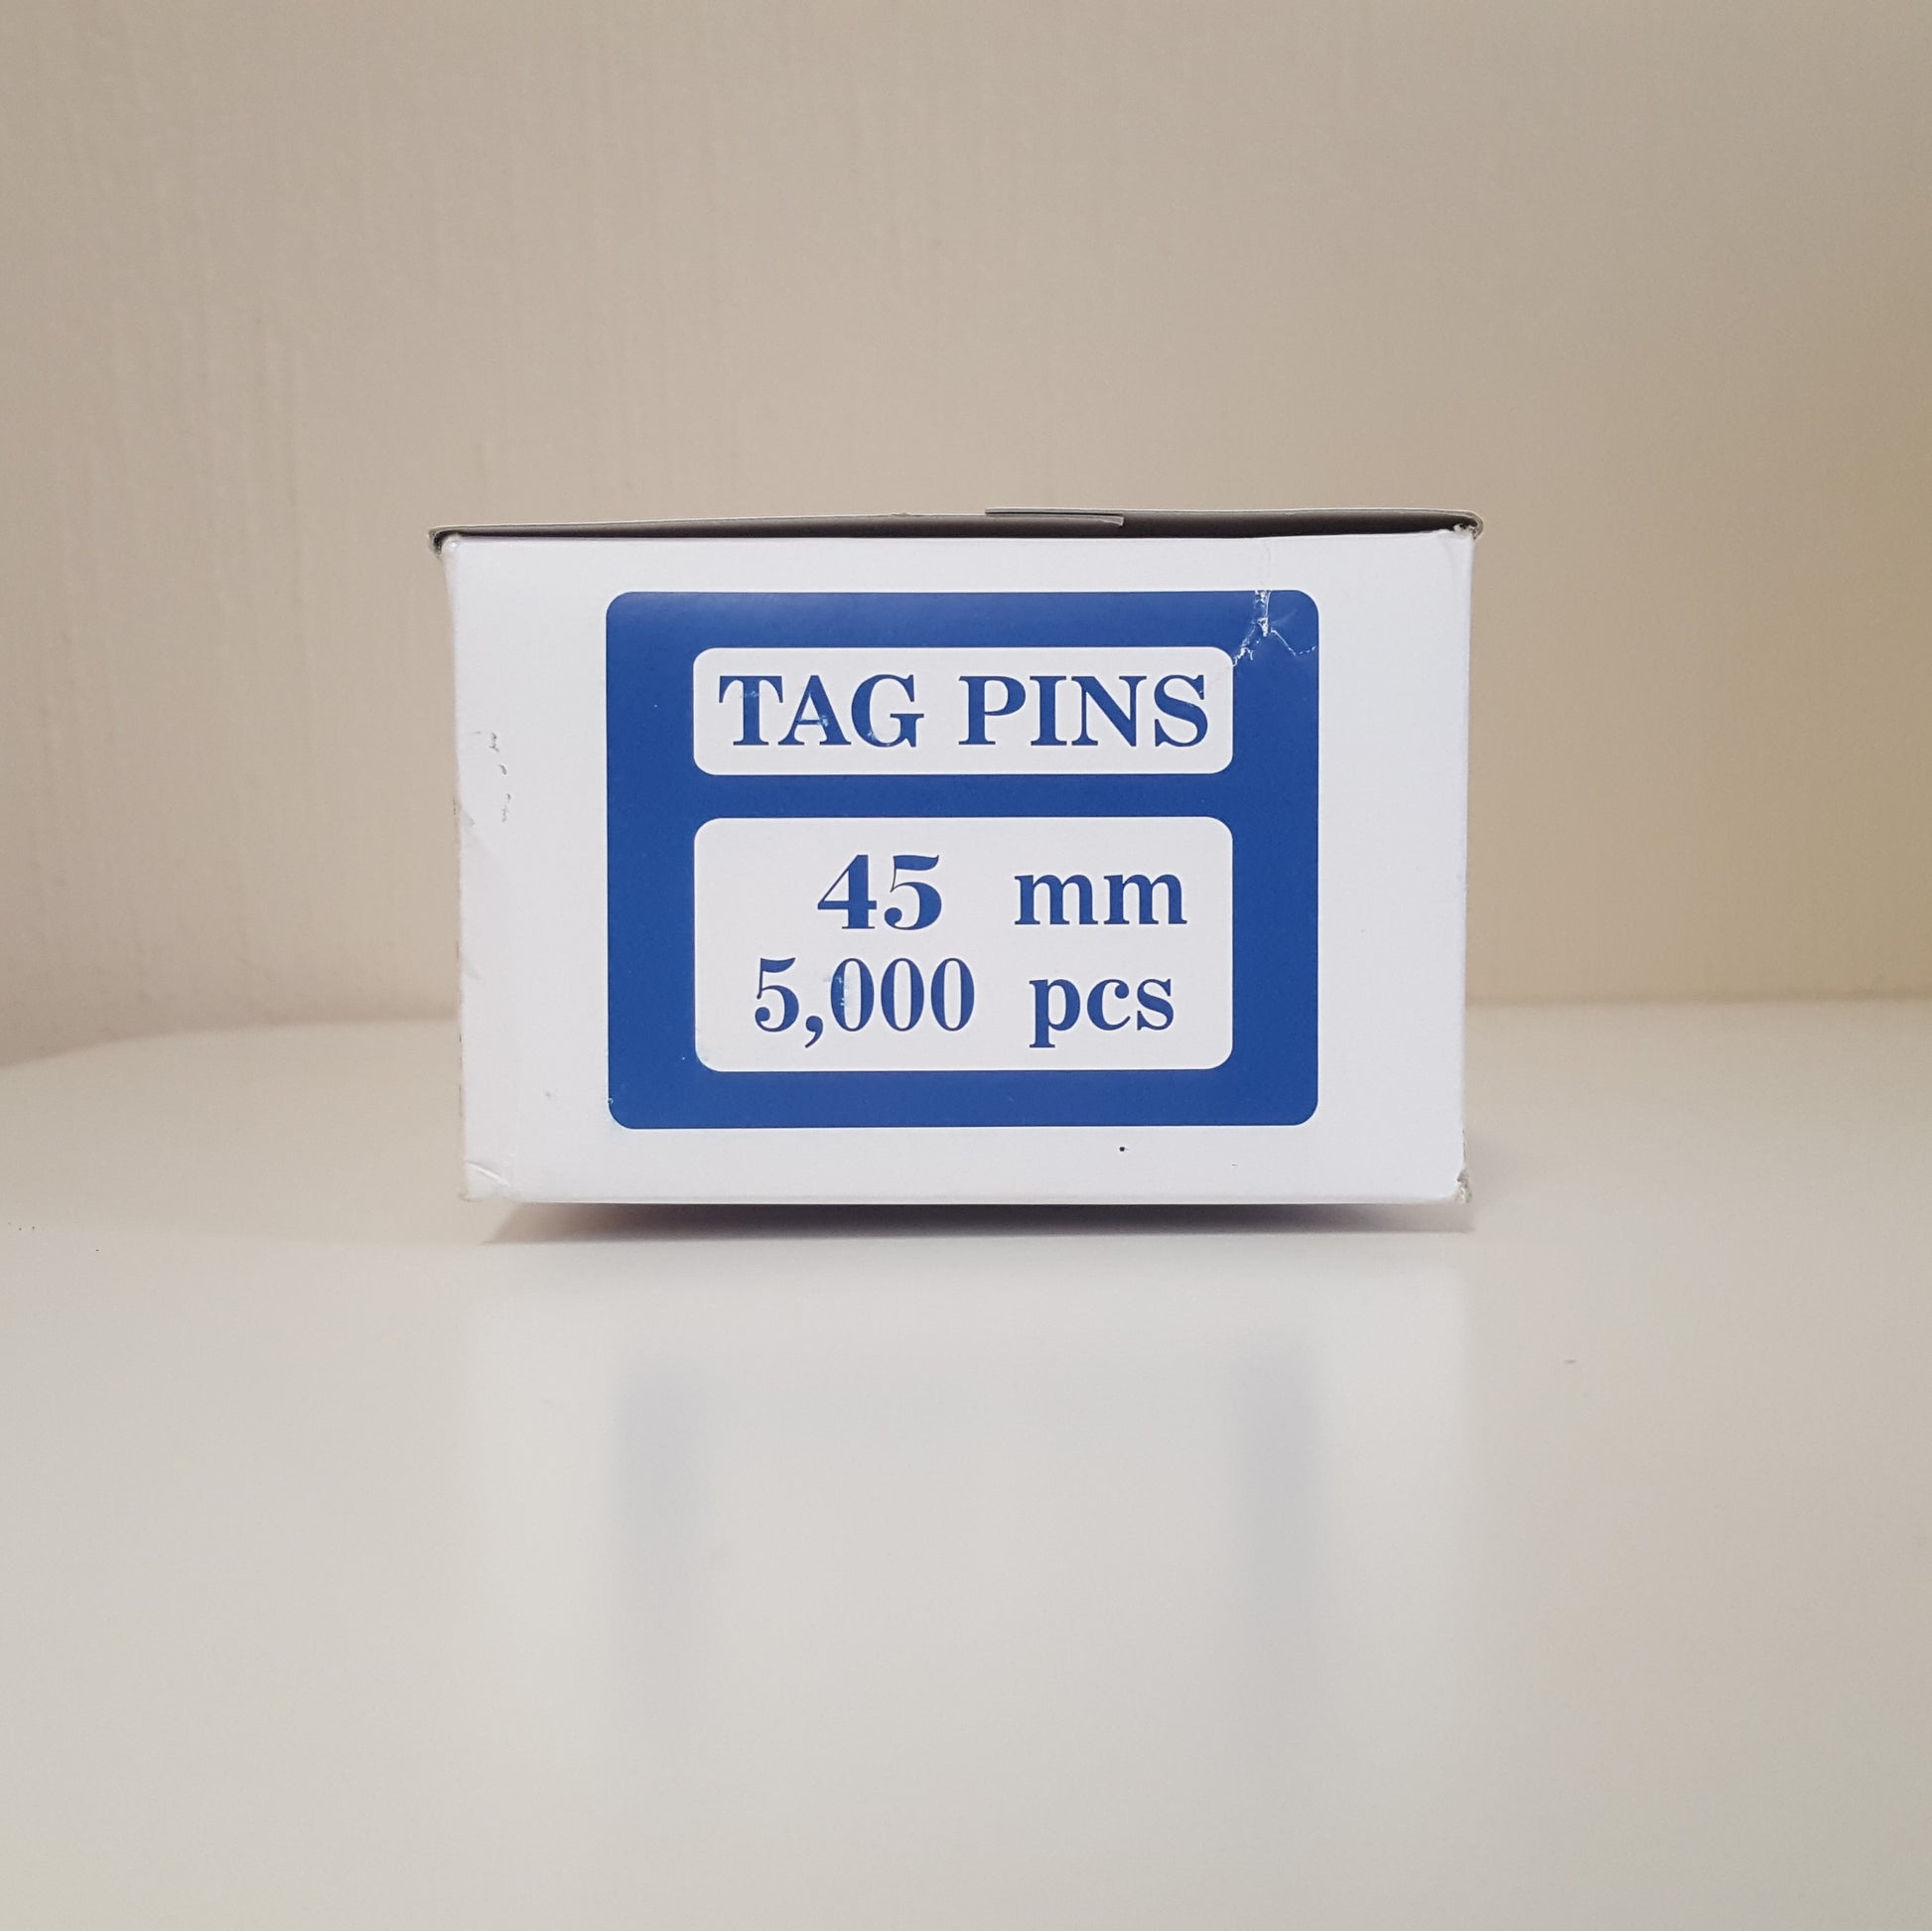 TAG PINS
45 mm
5,000 pcs